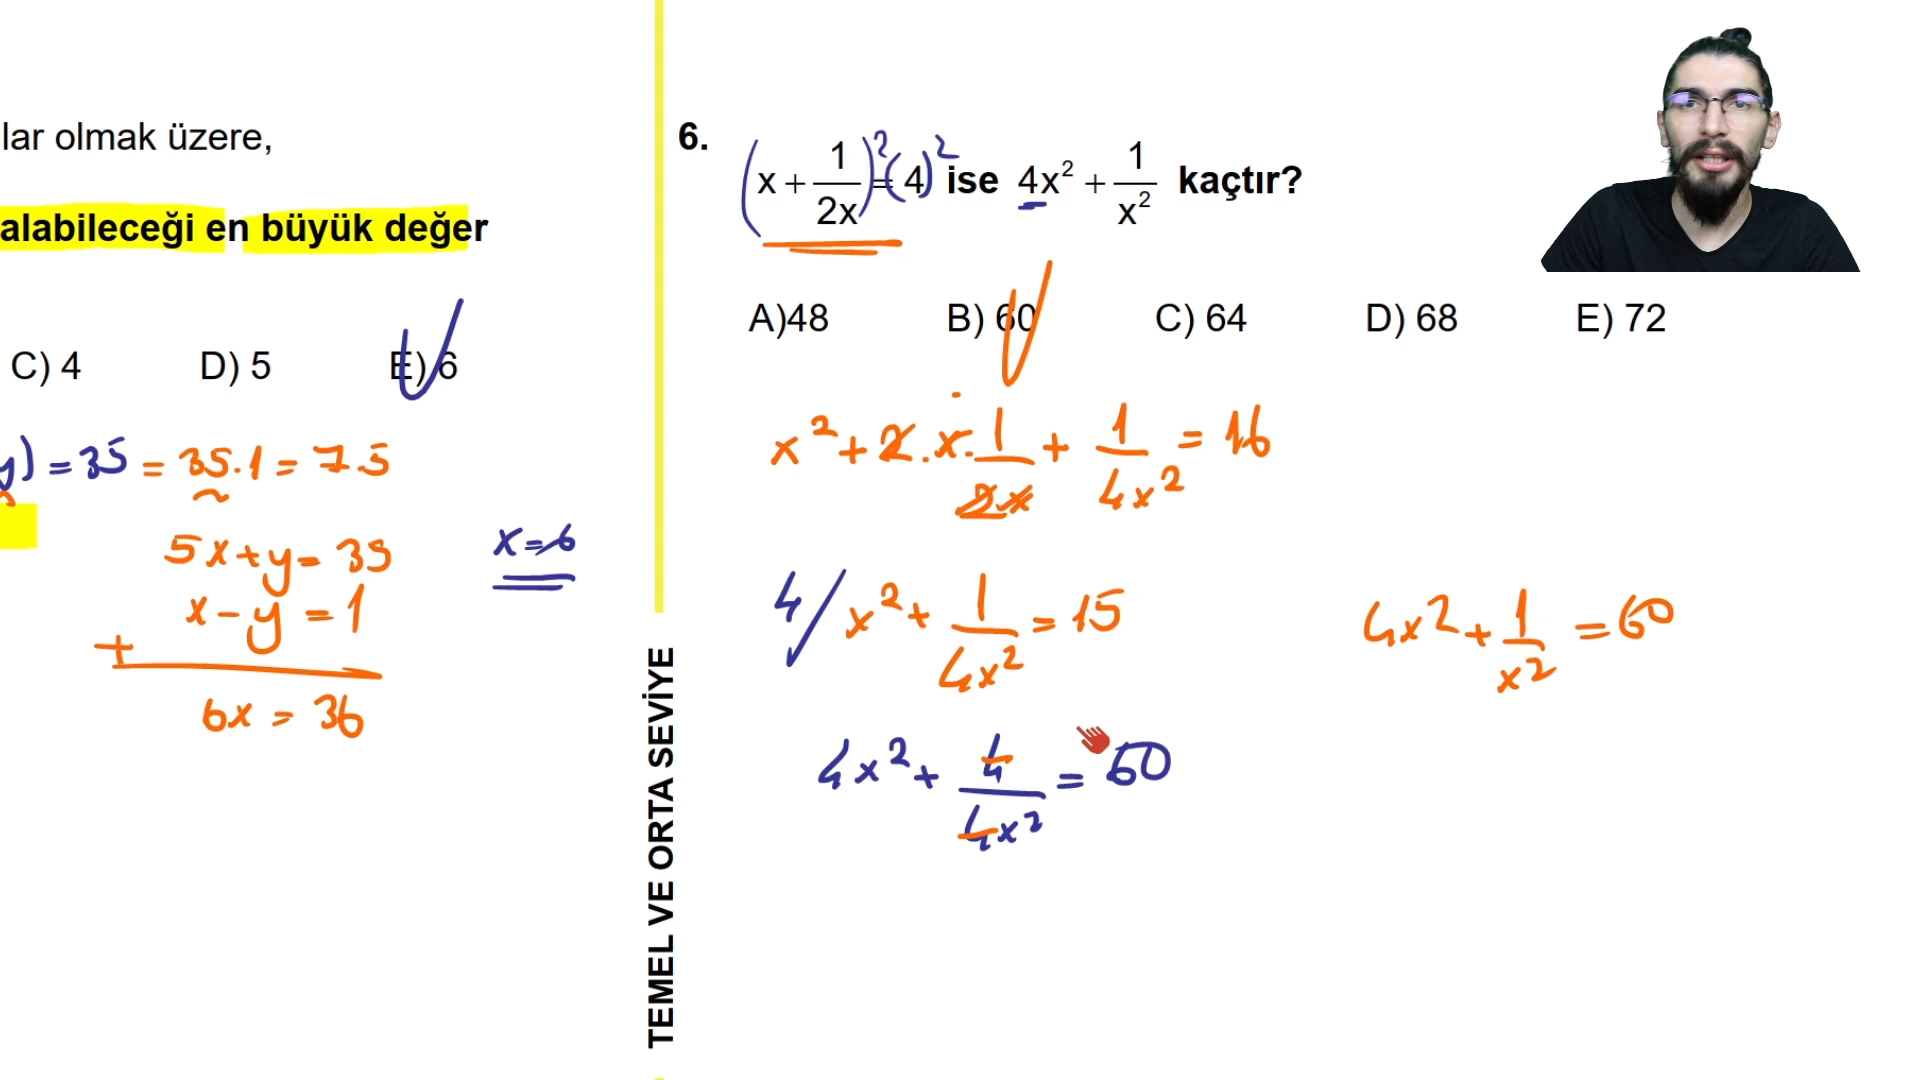 lar olmak üzere,
alabileceği en büyük değer
C) 4 D) 5 E) 6
y) = 35 = 35.1 = 7.5
5x + y = 35
x - y = 1
+
6x = 36
x = 6
TEMEL VE ORTA SEVİYE
6. (x + 1/2x)² = (4)² ise 4x² + 1/x² kaçtır?
A)48 B) 60 C) 64 D) 68 E) 72
x² + 2.x.1/2x + 1/4x² = 16
4/ x² + 1/4x² = 15
4x² + 4/4x² = 60
4x² + 1/x² = 60